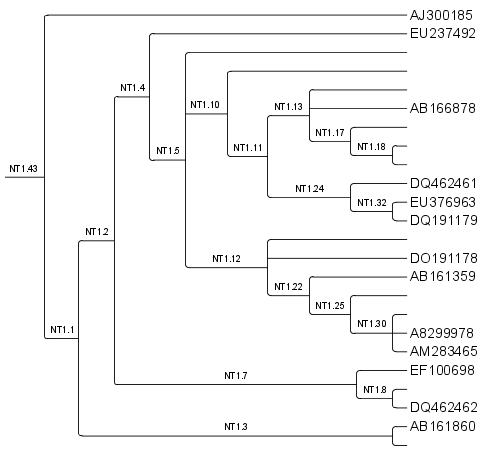 AJ300185
EU237492
NT1.4
NT1.10
NT1.13
AB166878
NT1.17
NT1.5
NT1.11
NT1.18
NT1.43
DQ462461
NT1.24
EU376963
NT1.32
DQ191179
NT1.2
NT1.12
DO191178
AB161359
NT1.22
NT1.25
NT1.30
NT1.1
A8299978
AM283465
EF100698
NT1.7
NT1.8
DQ462462
AB161860
NT1.3